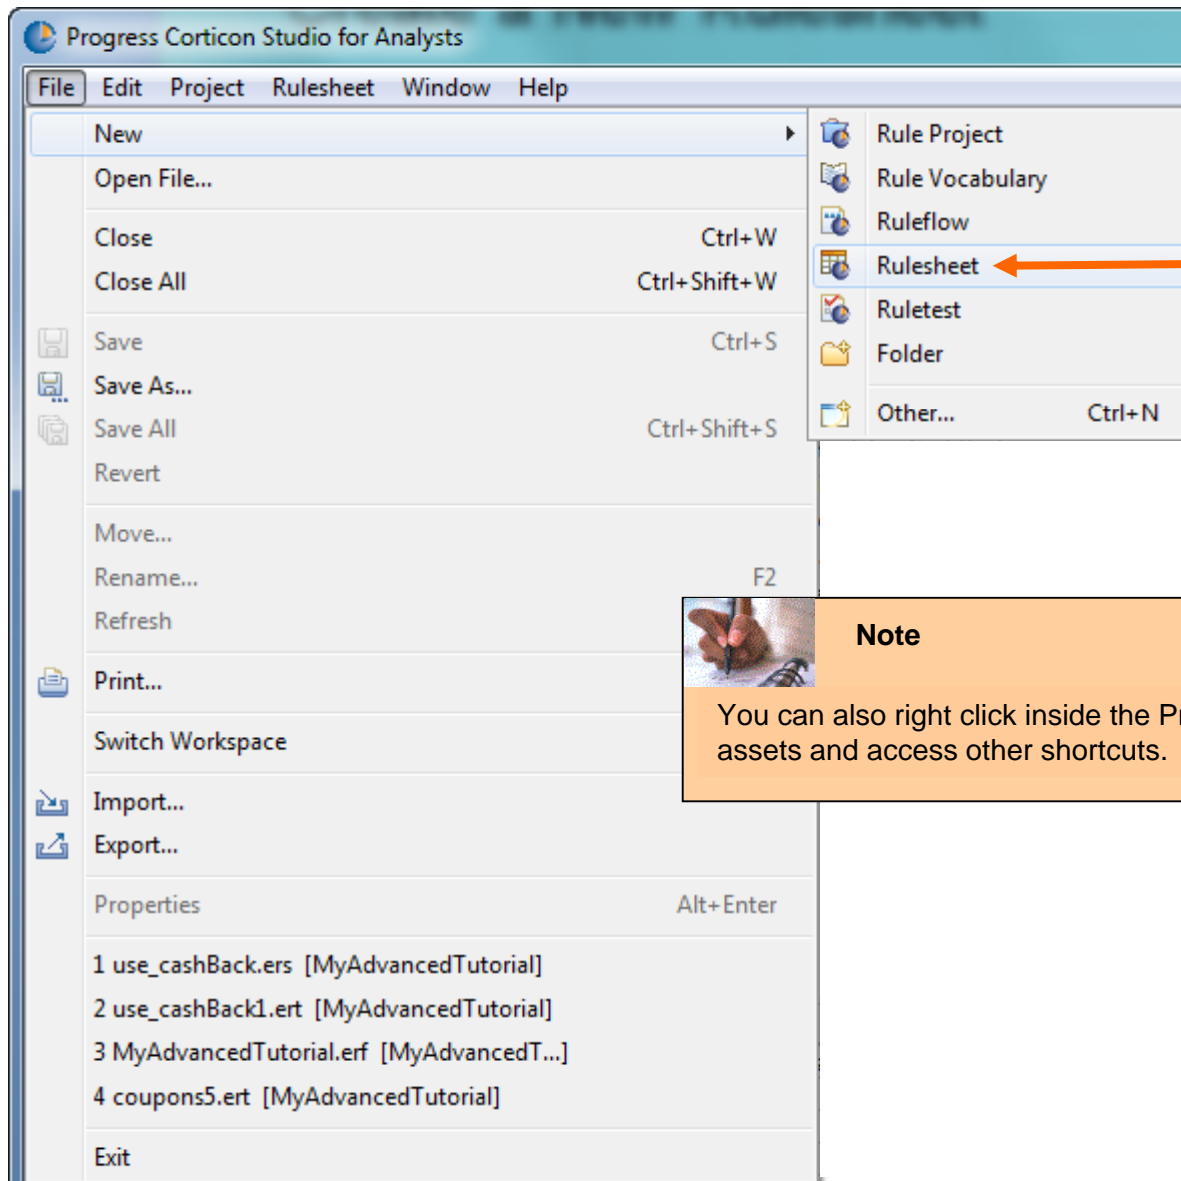 Progress Corticon Studio for Analysts
File Edit Project Rulesheet Window Help
New
Open File...
Close Ctrl+W
Close All Ctrl+Shift+W
Save Ctrl+S
Save As...
Save All Ctrl+Shift+S
Revert
Move...
Rename... F2
Refresh
Print...
Switch Workspace
Import...
Export...
Properties Alt+Enter
1 use_cashBack.ers [MyAdvancedTutorial]
2 use_cashBack1.ert [MyAdvancedTutorial]
3 MyAdvancedTutorial.erf [MyAdvancedT...]
4 coupons5.ert [MyAdvancedTutorial]
Exit
Rule Project
Rule Vocabulary
Ruleflow
Rulesheet
Ruletest
Folder
Other... Ctrl+N
Note
You can also right click inside the
assets and access other shortcuts.